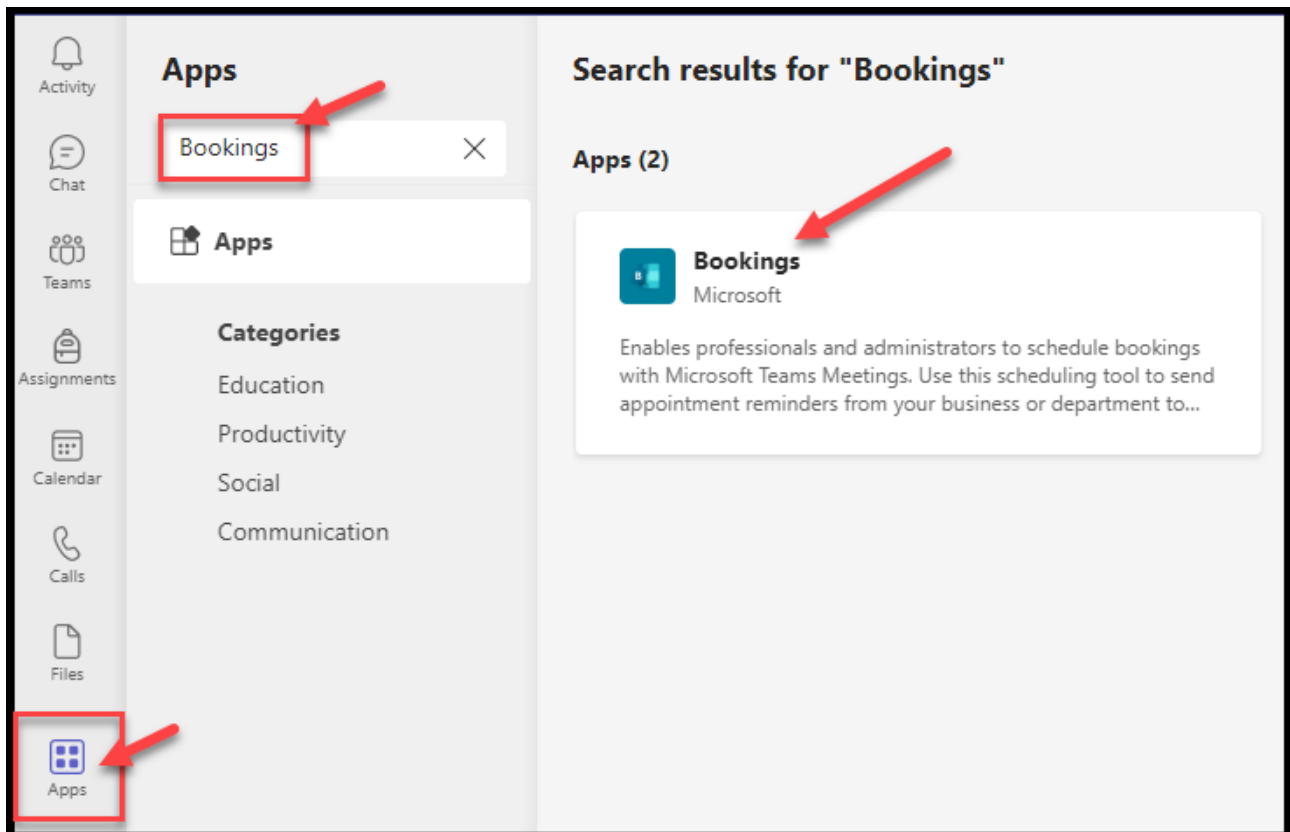 Activity
Chat
Teams
Assignments
Calendar
Calls
Files
Apps
Apps
Bookings
Apps
Categories
Education
Productivity
Social
Communication
Search results for "Bookings"
Apps (2)
B
Bookings
Microsoft
Enables professionals and administrators to schedule bookings
with Microsoft Teams Meetings. Use this scheduling tool to send
appointment reminders from your business or department to...